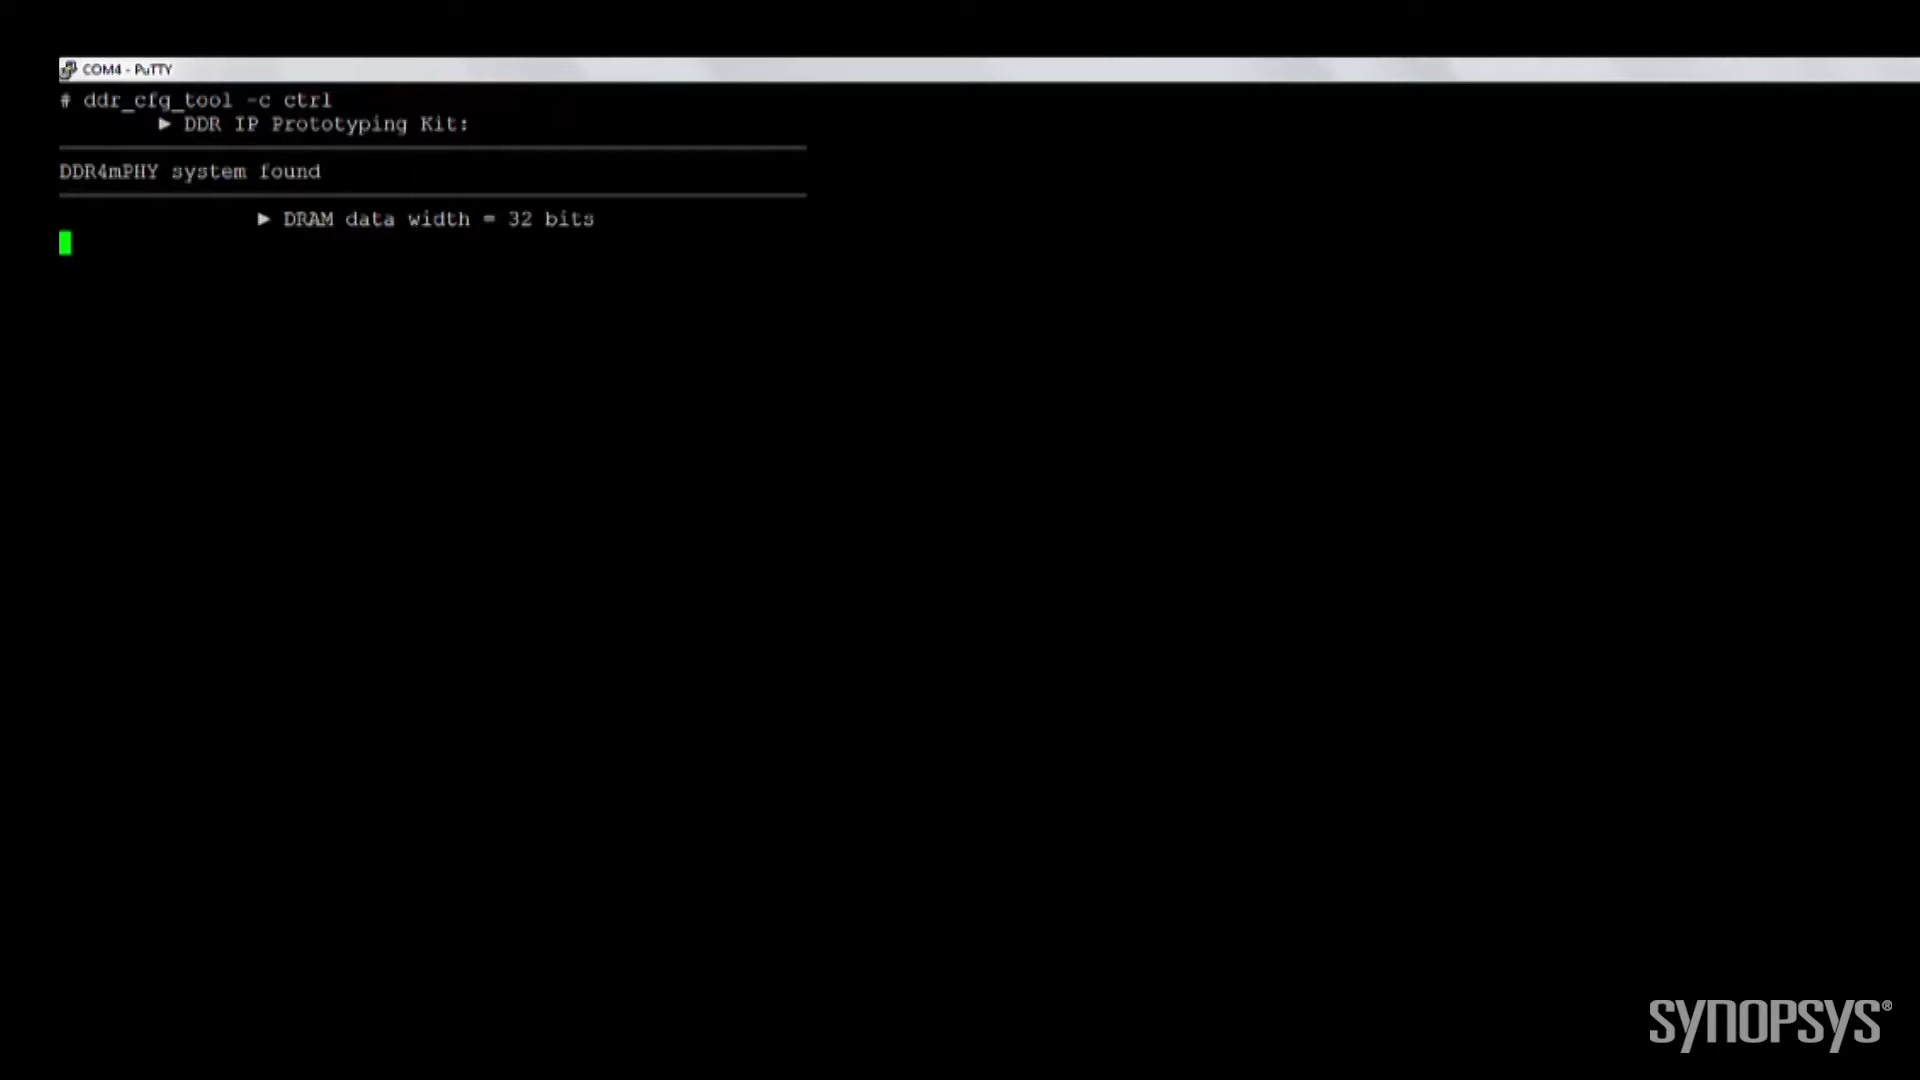 COM4 - PuTTY
# ddr_cfg_tool -c ctrl
► DDR IP Prototyping Kit:
DDR4mPHY system found
► DRAM data width = 32 bits
SYNOPSYS®